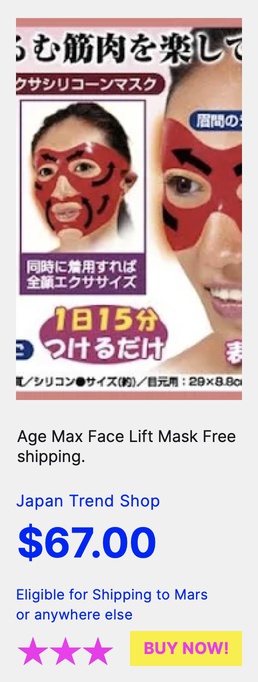 るむ筋肉を楽して
クササイズシリコーンマスク
同時に着用すれば
全顔エクササイズ
1日15分
つけるだけ
/シリコン●サイズ(約)/目元用:29×8.8c
Age Max Face Lift Mask Free
shipping.
Japan Trend Shop
$67.00
Eligible for Shipping to Mars
or anywhere else
BUY NOW!